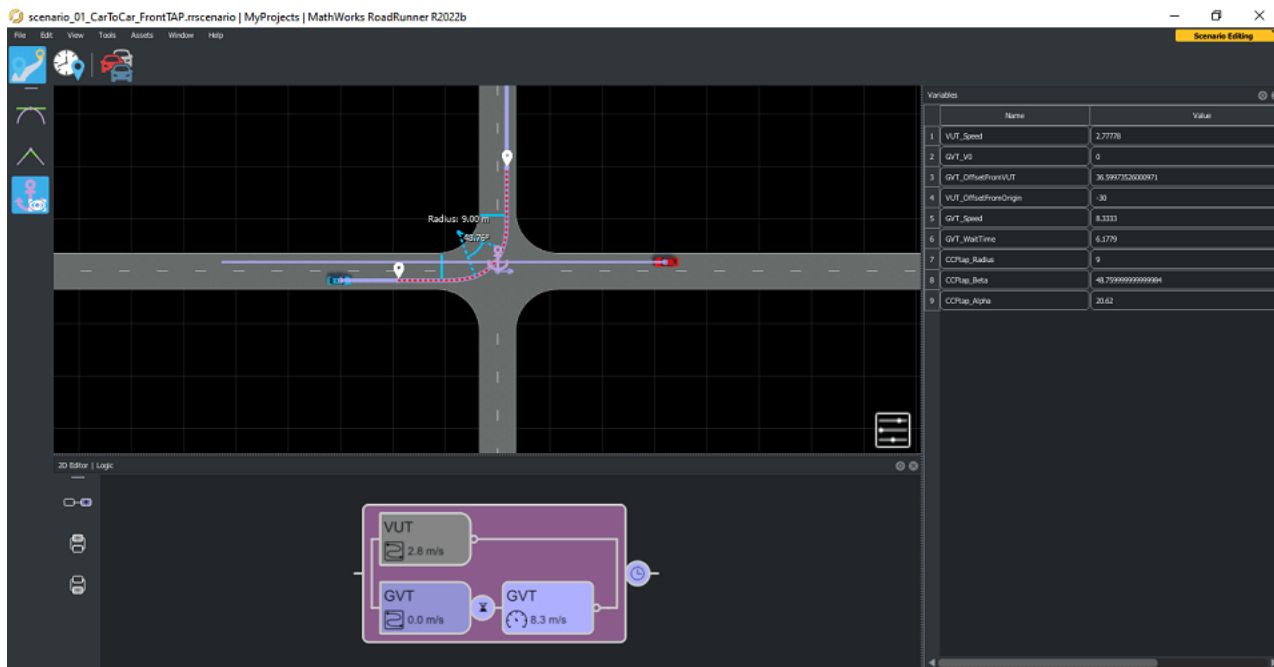 scenario_01_CarToCar_FrontTAP.rrscenario | MyProjects | MathWorks RoadRunner R2022b
File Edit View Tools Assets Window Help
Scenario Editing
Radius: 9.00 m
48.76°
Variables
Name Value
1 VUT_Speed 2.77778
2 GVT_V0 0
3 GVT_OffsetFromVUT 36.59973526000971
4 VUT_OffsetFromOrigin -30
5 GVT_Speed 8.3333
6 GVT_WaitTime 6.1779
7 CCFtap_Radius 9
8 CCFtap_Beta 48.759999999999984
9 CCFtap_Alpha 20.62
2D Editor | Logic
VUT
2.8 m/s
GVT
0.0 m/s
GVT
8.3 m/s